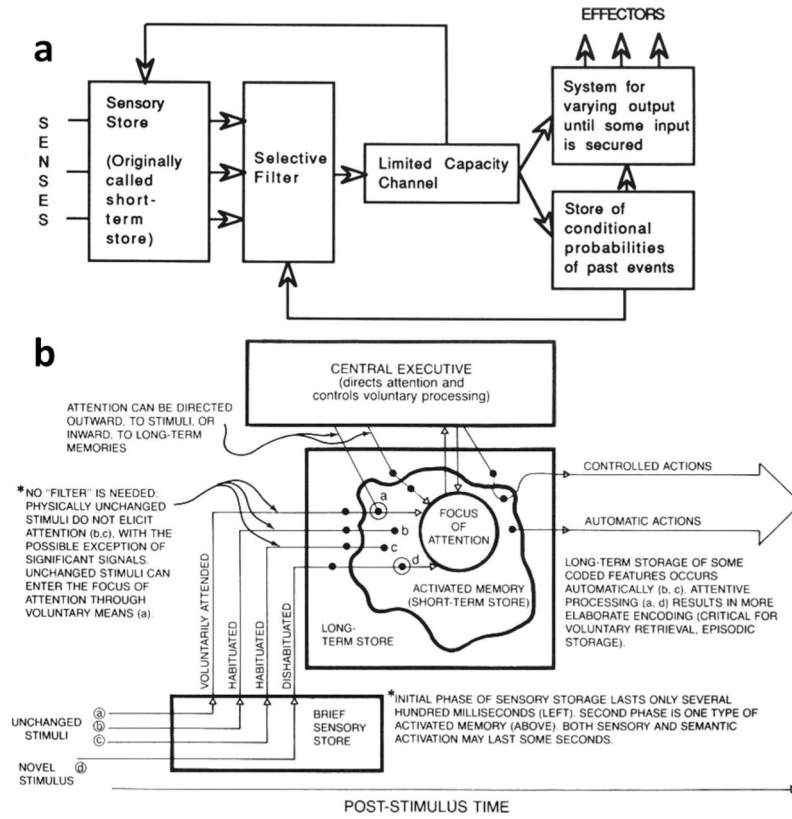 EFFECTORS
a
SENSES
Sensory
Store
(Originally
called
short-
term
store)
Selective
Filter
Limited Capacity
Channel
System for
varying output
until some input
is secured
Store of
conditional
probabilities
of past events
b
CENTRAL EXECUTIVE
(directs attention and
controls voluntary processing)
ATTENTION CAN BE DIRECTED
OUTWARD, TO STIMULI, OR
INWARD, TO LONG-TERM
MEMORIES
*NO "FILTER" IS NEEDED:
PHYSICALLY UNCHANGED
STIMULI DO NOT ELICIT
ATTENTION (b,c), WITH THE
POSSIBLE EXCEPTION OF
SIGNIFICANT SIGNALS.
UNCHANGED STIMULI CAN
ENTER THE FOCUS OF
ATTENTION THROUGH
VOLUNTARY MEANS (a).
a
b
c
d
FOCUS
OF
ATTENTION
ACTIVATED MEMORY
(SHORT-TERM STORE)
LONG-
TERM STORE
CONTROLLED ACTIONS
AUTOMATIC ACTIONS
LONG-TERM STORAGE OF SOME
CODED FEATURES OCCURS
AUTOMATICALLY (b, c). ATTENTIVE
PROCESSING (a, d) RESULTS IN MORE
ELABORATE ENCODING (CRITICAL FOR
VOLUNTARY RETRIEVAL, EPISODIC
STORAGE).
VOLUNTARILY ATTENDED
HABITUATED
HABITUATED
DISHABITUATED
UNCHANGED
STIMULI
a
b
c
NOVEL d
STIMULUS
BRIEF
SENSORY
STORE
*INITIAL PHASE OF SENSORY STORAGE LASTS ONLY SEVERAL
HUNDRED MILLISECONDS (LEFT). SECOND PHASE IS ONE TYPE OF
ACTIVATED MEMORY (ABOVE). BOTH SENSORY AND SEMANTIC
ACTIVATION MAY LAST SOME SECONDS.
POST-STIMULUS TIME